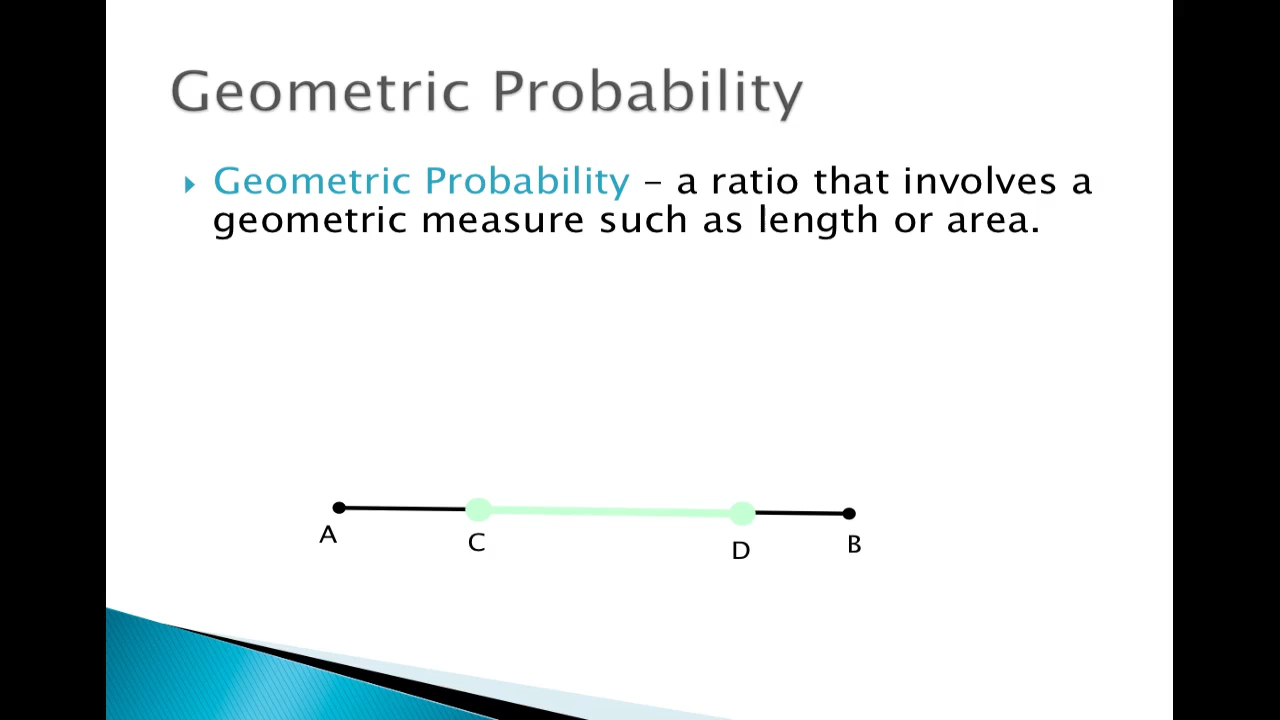 Geometric Probability
Geometric Probability – a ratio that involves a
geometric measure such as length or area.
A
C
D
B